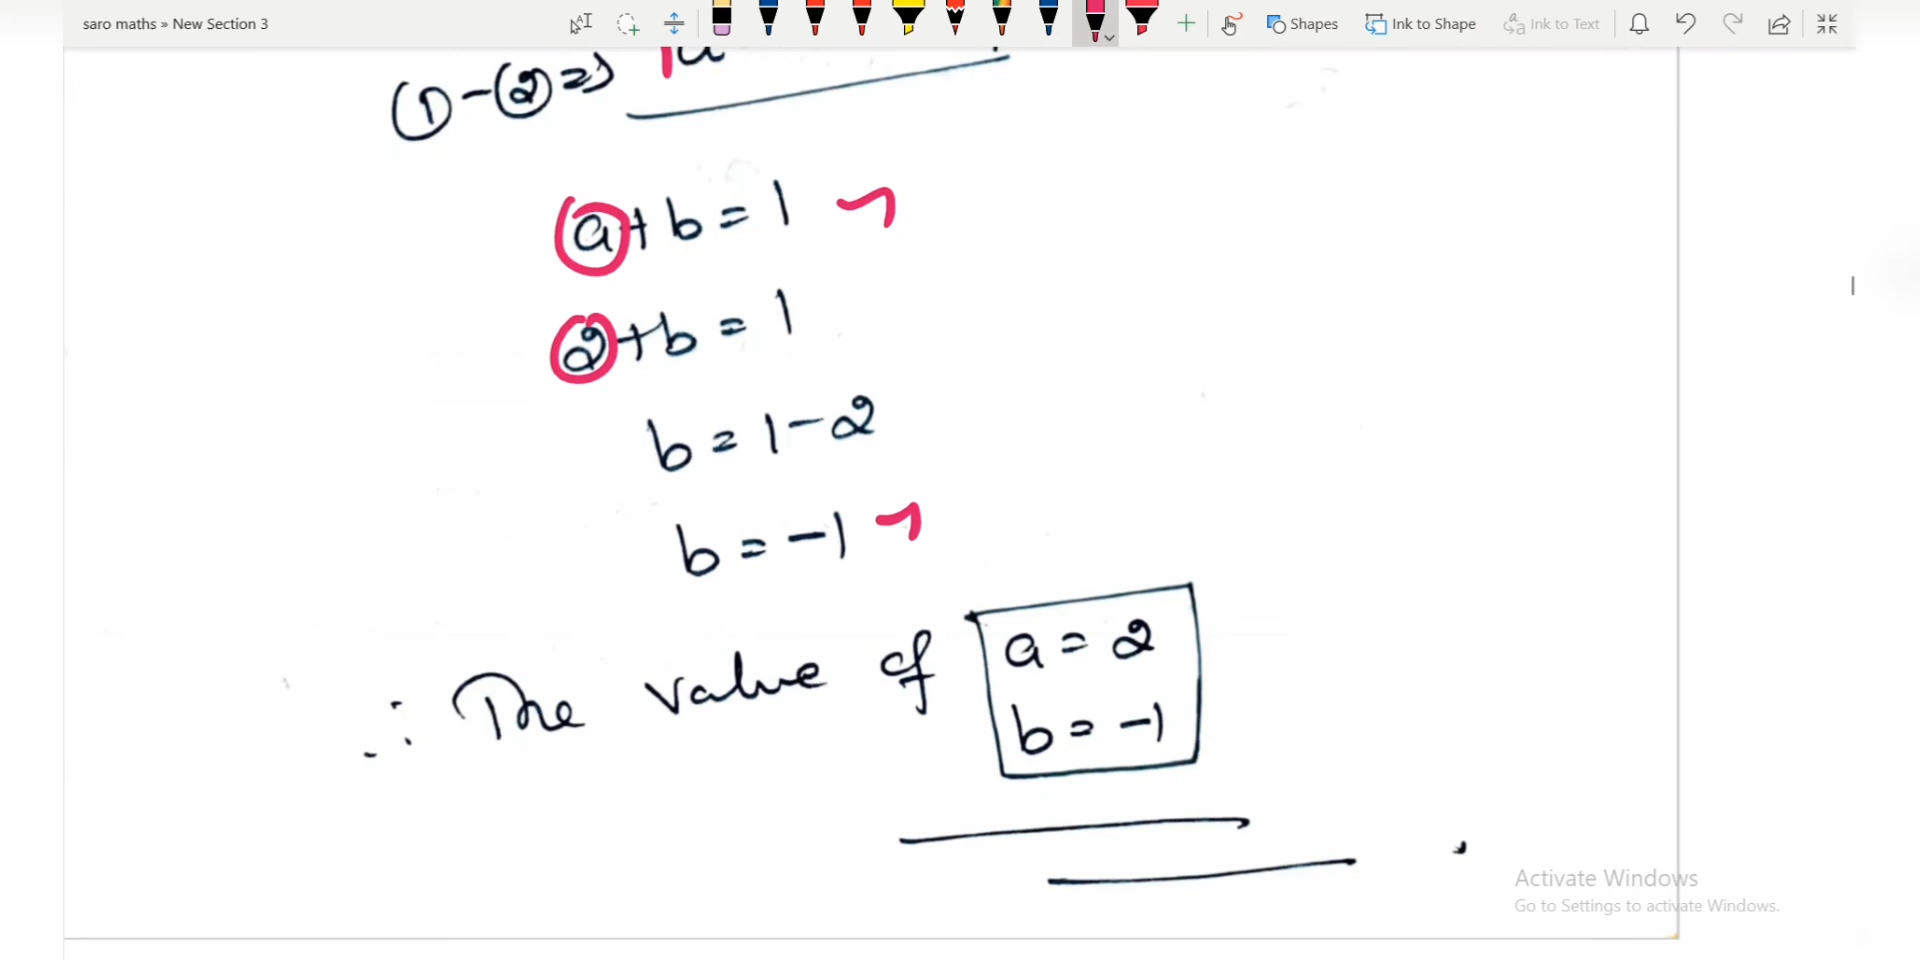 saro maths » New Section 3
Shapes
Ink to Shape
Ink to Text
① - ② =>
a + b = 1
2 + b = 1
b = 1 - 2
b = -1
∴ The value of
a = 2
b = -1
Activate Windows
Go to Settings to activate Windows.